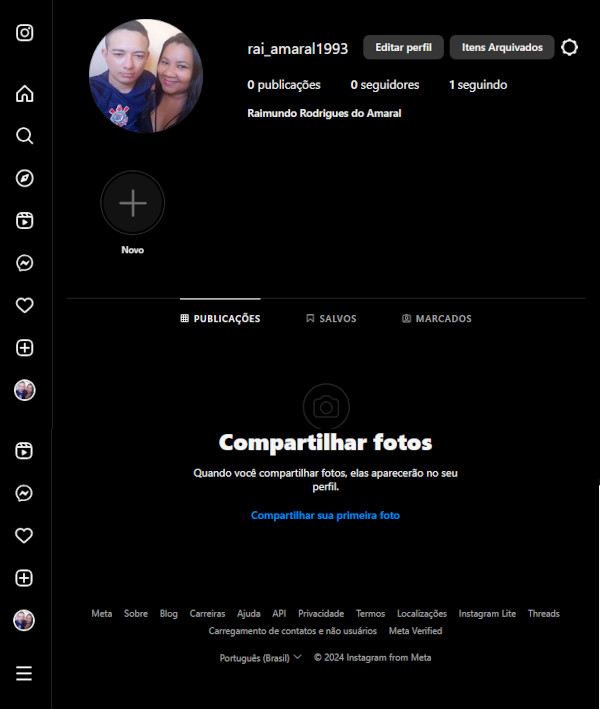 rai_amaral1993 Editar perfil Itens Arquivados
0 publicações 0 seguidores 1 seguindo
Raimundo Rodrigues do Amaral
Novo
PUBLICAÇÕES SALVOS MARCADOS
Compartilhar fotos
Quando você compartilhar fotos, elas aparecerão no seu
perfil.
Compartilhar sua primeira foto
Meta Sobre Blog Carreiras Ajuda API Privacidade Termos Localizações Instagram Lite Threads
Carregamento de contatos e não usuários Meta Verified
Português (Brasil) © 2024 Instagram from Meta